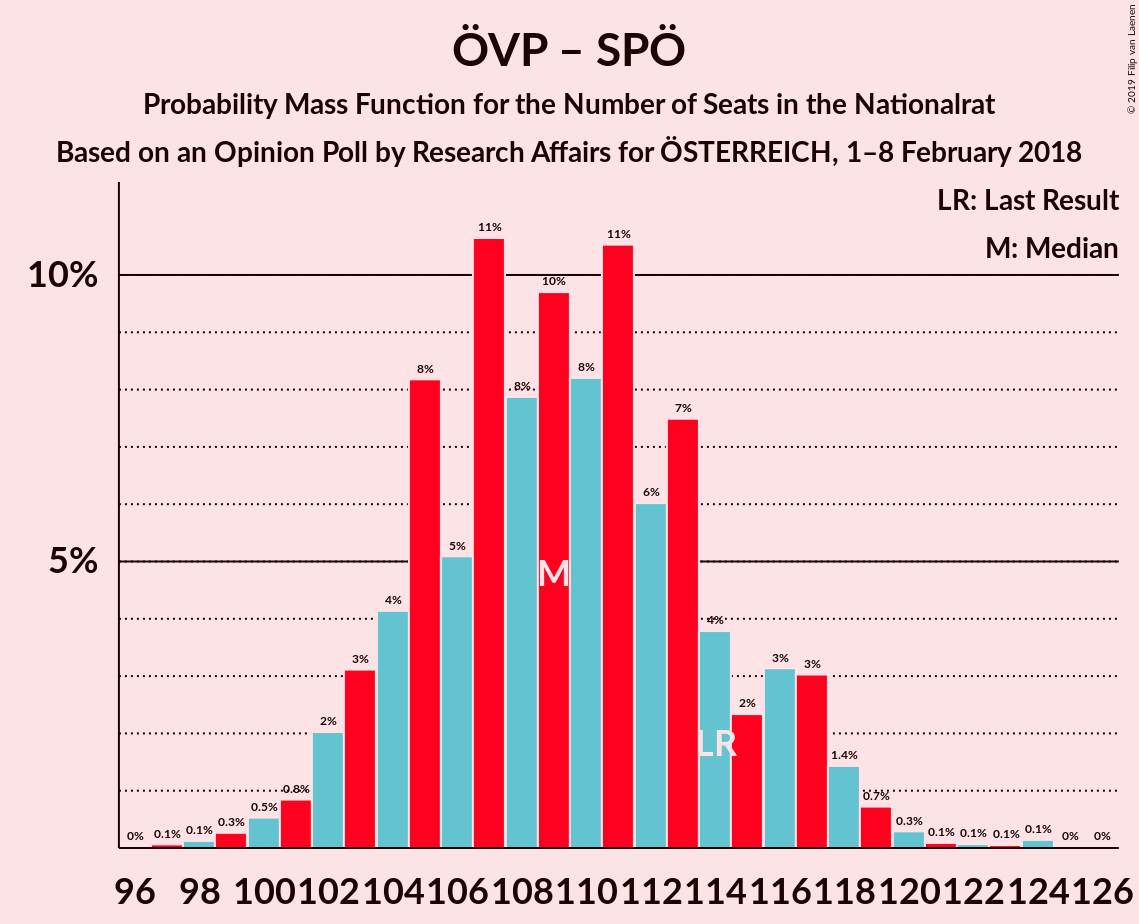 ÖVP – SPÖ
Probability Mass Function for the Number of Seats in the Nationalrat
Based on an Opinion Poll by Research Affairs for ÖSTERREICH, 1–8 February 2018
© 2019 Filip van Laenen
LR: Last Result
M: Median
10%
5%
0% 0.1% 0.1% 0.3% 0.5% 0.8% 2% 3% 4% 8% 5% 11% 8% 10% 8% 11% 6% 7% 4% 2% 3% 3% 1.4% 0.7% 0.3% 0.1% 0.1% 0.1% 0.1% 0% 0%
M
LR
96 98 100 102 104 106 108 110 112 114 116 118 120 122 124 126